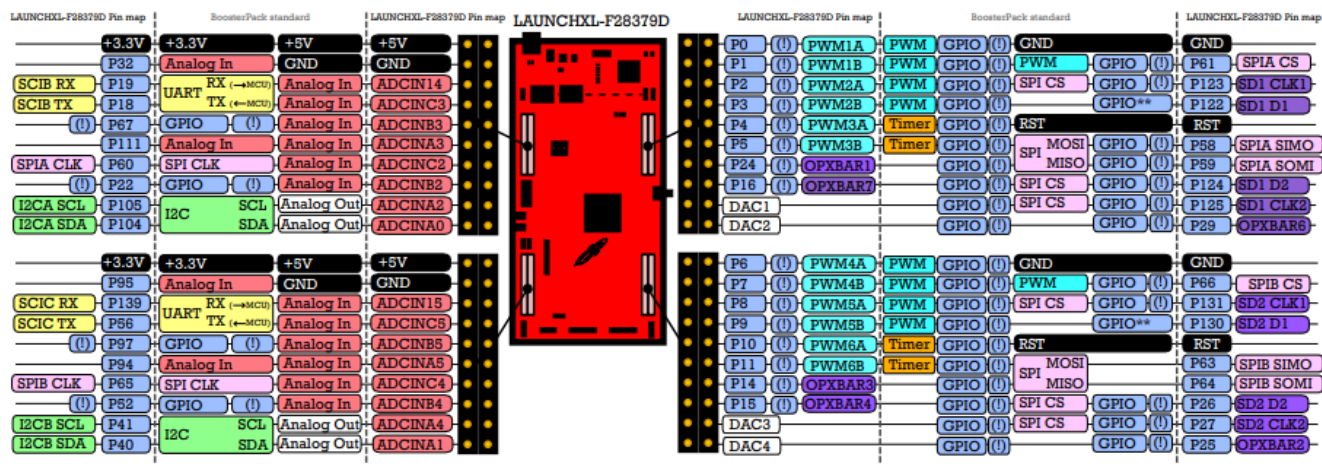 LAUNCHXL-F28379D Pin map BoosterPack standard LAUNCHXL-F28379D Pin map LAUNCHXL-F28379D LAUNCHXL-F28379D Pin map BoosterPack standard LAUNCHXL-F28379D Pin map
+3.3V +3.3V +5V +5V P0 (!) PWM1A PWM GPIO (!) GND GND
P32 Analog In GND GND P1 (!) PWM1B PWM GPIO (!) PWM GPIO (!) P61 SPIA CS
SCIB RX P19 UART RX (→MCU) Analog In ADCIN14 P2 (!) PWM2A PWM GPIO (!) SPI CS GPIO (!) P123 SD1 CLK1
SCIB TX P18 TX (←MCU) Analog In ADCINC3 P3 (!) PWM2B PWM GPIO (!) GPIO** P122 SD1 D1
(!) P67 GPIO (!) Analog In ADCINB3 P4 (!) PWM3A Timer GPIO (!) RST RST
P111 Analog In Analog In ADCINA3 P5 (!) PWM3B Timer GPIO (!) SPI MOSI GPIO (!) P58 SPIA SIMO
SPIA CLK P60 SPI CLK Analog In ADCINC2 P24 (!) OPXBAR1 GPIO (!) MISO GPIO (!) P59 SPIA SOMI
(!) P22 GPIO (!) Analog In ADCINB2 P16 (!) OPXBAR7 GPIO (!) SPI CS GPIO (!) P124 SD1 D2
I2CA SCL P105 I2C SCL Analog Out ADCINA2 DAC1 GPIO (!) SPI CS GPIO (!) P125 SD1 CLK2
I2CA SDA P104 SDA Analog Out ADCINA0 DAC2 GPIO (!) GPIO (!) P29 OPXBAR6
+3.3V +3.3V +5V +5V P6 (!) PWM4A PWM GPIO (!) GND GND
P95 Analog In GND GND P7 (!) PWM4B PWM GPIO (!) PWM GPIO (!) P66 SPIB CS
SCIC RX P139 UART RX (→MCU) Analog In ADCIN15 P8 (!) PWM5A PWM GPIO (!) SPI CS GPIO (!) P131 SD2 CLK1
SCIC TX P56 TX (←MCU) Analog In ADCINC5 P9 (!) PWM5B PWM GPIO (!) GPIO** P130 SD2 D1
(!) P97 GPIO (!) Analog In ADCINB5 P10 (!) PWM6A Timer GPIO (!) RST RST
P94 Analog In Analog In ADCINA5 P11 (!) PWM6B Timer GPIO (!) SPI MOSI P63 SPIB SIMO
SPIB CLK P65 SPI CLK Analog In ADCINC4 P14 (!) OPXBAR3 GPIO (!) MISO P64 SPIB SOMI
(!) P52 GPIO (!) Analog In ADCINB4 P15 (!) OPXBAR4 GPIO (!) SPI CS GPIO (!) P26 SD2 D2
I2CB SCL P41 I2C SCL Analog Out ADCINA4 DAC3 GPIO (!) SPI CS GPIO (!) P27 SD2 CLK2
I2CB SDA P40 SDA Analog Out ADCINA1 DAC4 GPIO (!) GPIO (!) P25 OPXBAR2